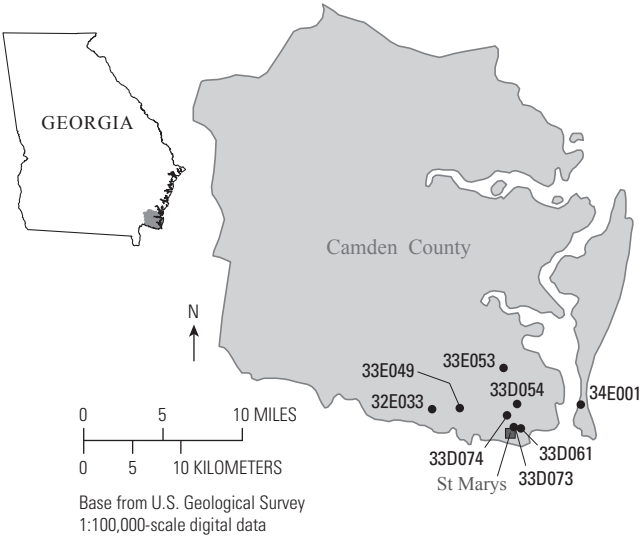 GEORGIA
Camden County
N
33E053
33E049
33D054
32E033
34E001
0 5 10 MILES
0 5 10 KILOMETERS
33D061
33D074
33D073
St Marys
Base from U.S. Geological Survey
1:100,000-scale digital data